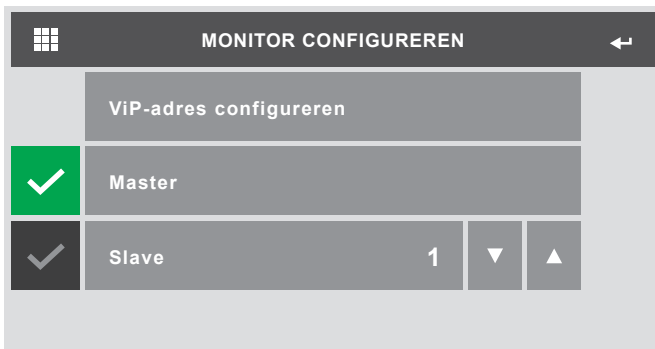 MONITOR CONFIGUREREN
ViP-adres configureren
Master
Slave 1